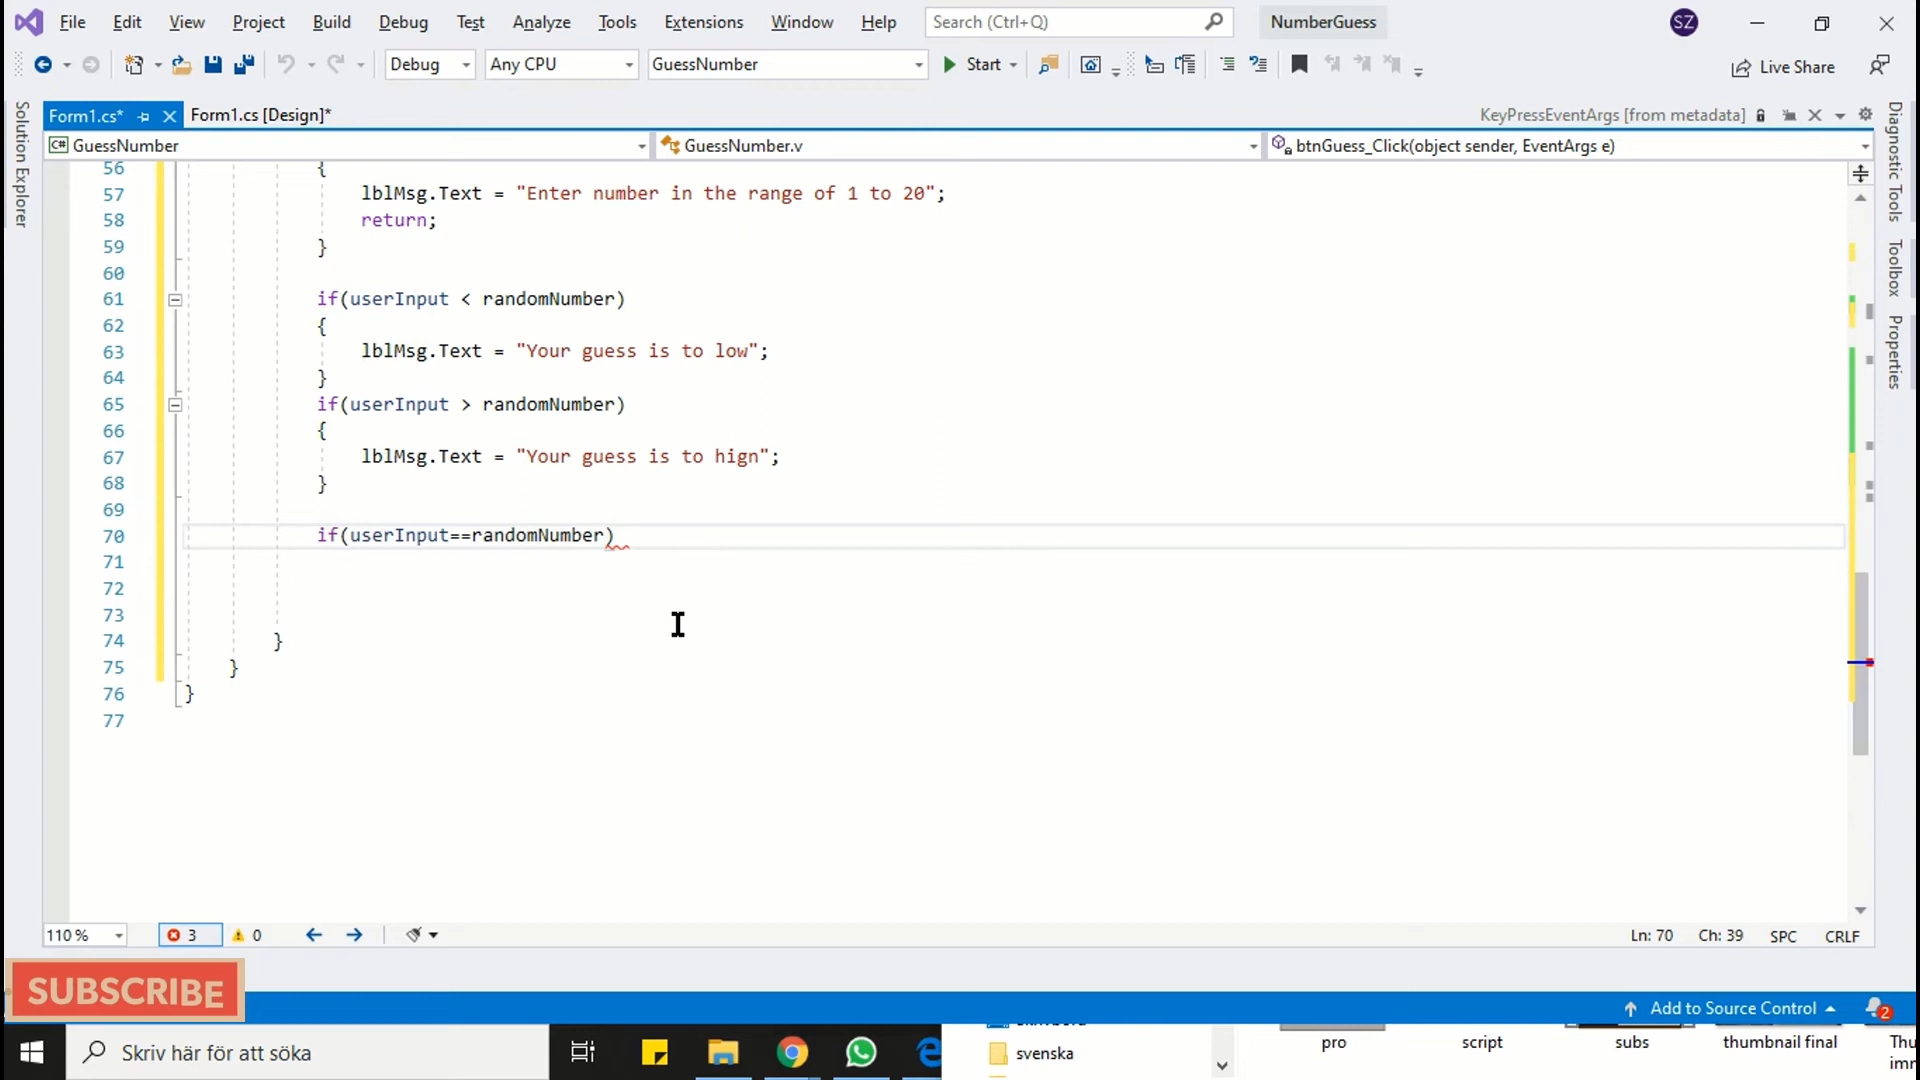 File Edit View Project Build Debug Test Analyze Tools Extensions Window Help Search (Ctrl+Q) NumberGuess SZ
Debug Any CPU GuessNumber Start Live Share
Form1.cs* Form1.cs [Design]* KeyPressEventArgs [from metadata]
C# GuessNumber GuessNumber.v btnGuess_Click(object sender, EventArgs e)
Solution Explorer
Diagnostic Tools
Toolbox
Properties
56 {
57 lblMsg.Text = "Enter number in the range of 1 to 20";
58 return;
59 }
60
61 if(userInput < randomNumber)
62 {
63 lblMsg.Text = "Your guess is to low";
64 }
65 if(userInput > randomNumber)
66 {
67 lblMsg.Text = "Your guess is to hign";
68 }
69
70 if(userInput==randomNumber)
71
72
73
74 }
75 }
76 }
77
110 % 3 0 Ln: 70 Ch: 39 SPC CRLF
SUBSCRIBE
Add to Source Control 2
Skriv här för att söka
svenska pro script subs thumbnail final